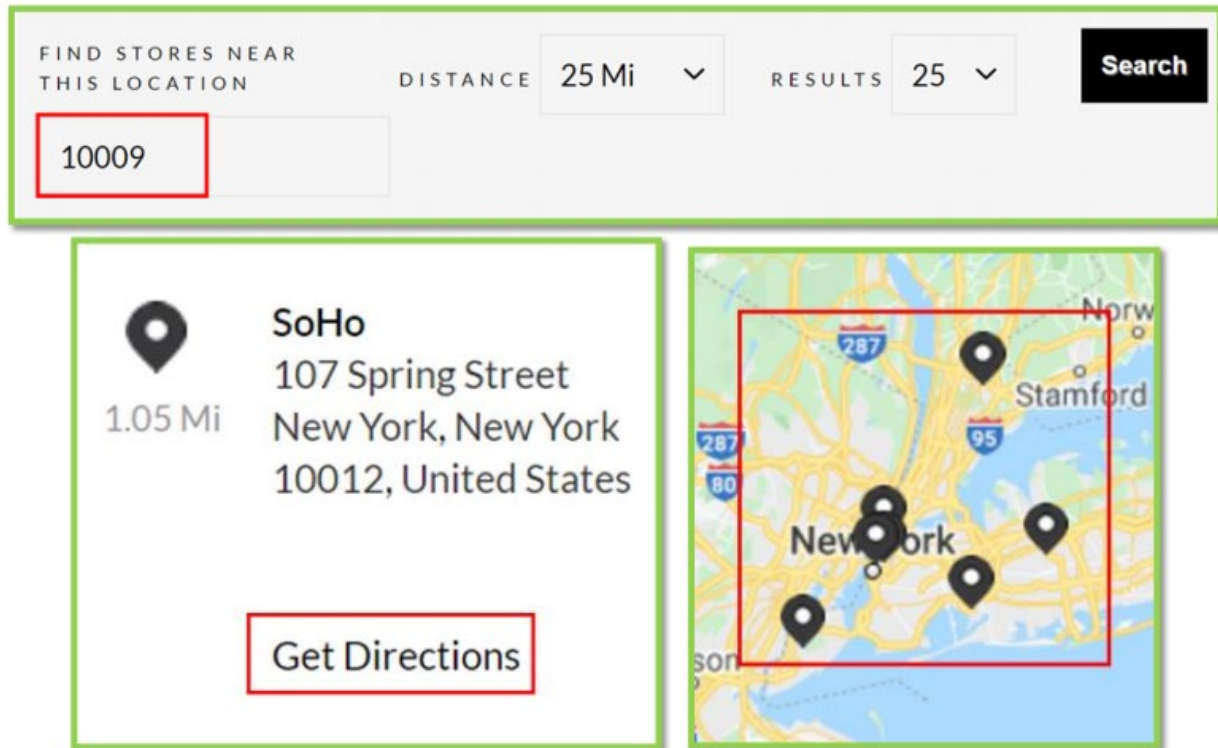 FIND STORES NEAR
THIS LOCATION
DISTANCE 25 Mi
RESULTS 25
Search
10009
SoHo
107 Spring Street
New York, New York
10012, United States
1.05 Mi
Get Directions
Norw
287
Stamford
95
287
80
New York
son